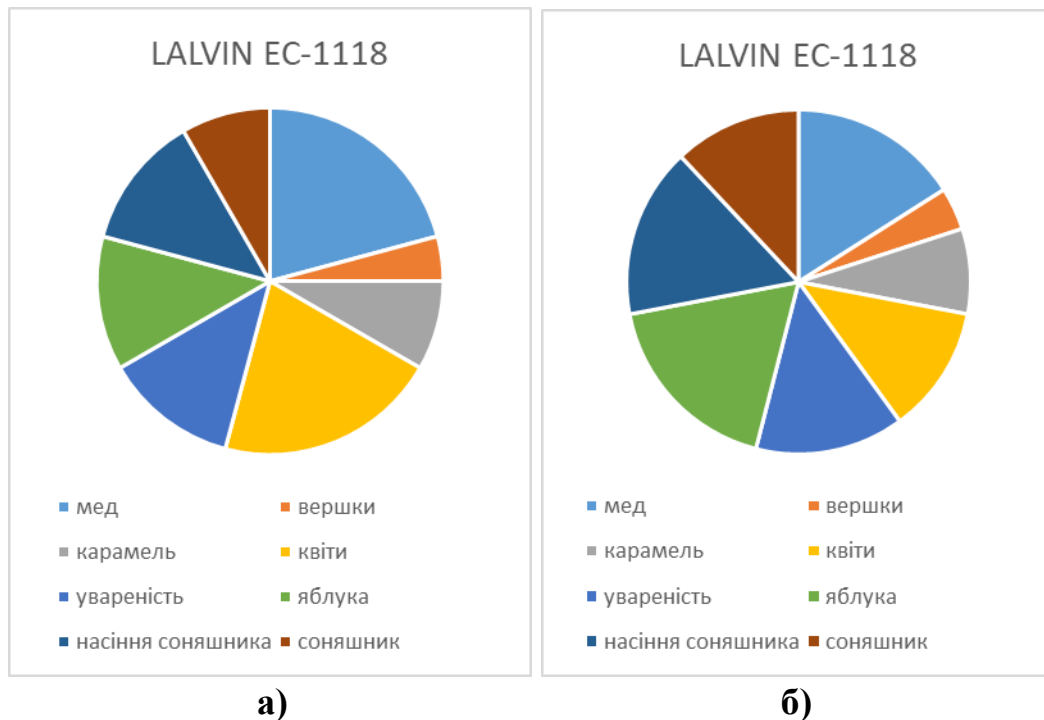 LALVIN EC-1118
мед
вершки
карамель
квіти
увареність
яблука
насіння соняшника
соняшник
а)
LALVIN EC-1118
мед
вершки
карамель
квіти
увареність
яблука
насіння соняшника
соняшник
б)